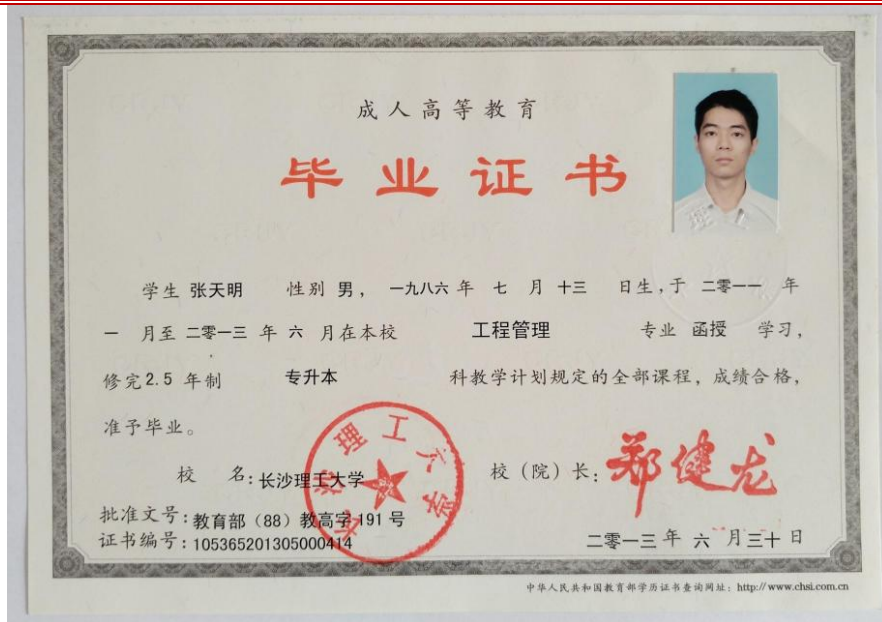 成人高等教育
毕业证书
学生 张天明 性别 男， 一九八六 年 七 月 十三 日生，于 二零一一 年
一 月至 二零一三 年 六 月在本校 工程管理 专业 函授 学习，
修完2.5 年制 专升本 科教学计划规定的全部课程，成绩合格，
准予毕业。
校 名：长沙理工大学 校（院）长：郑健龙
长沙理工大学
批准文号：教育部（88）教高字 191 号
证书编号：105365201305000414 二零一三 年 六 月 三十 日
中华人民共和国教育部学历证书查询网址：http://www.chsi.com.cn